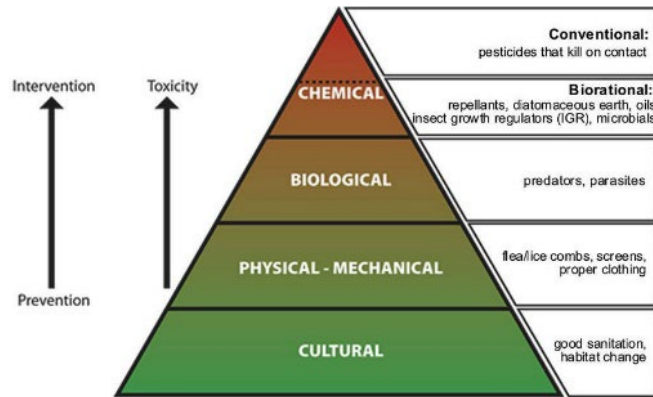 Conventional:
pesticides that kill on contact
Intervention
Toxicity
CHEMICAL
Biorational:
repellants, diatomaceous earth, oils
insect growth regulators (IGR), microbials
BIOLOGICAL
predators, parasites
PHYSICAL - MECHANICAL
flea/lice combs, screens,
proper clothing
Prevention
CULTURAL
good sanitation,
habitat change